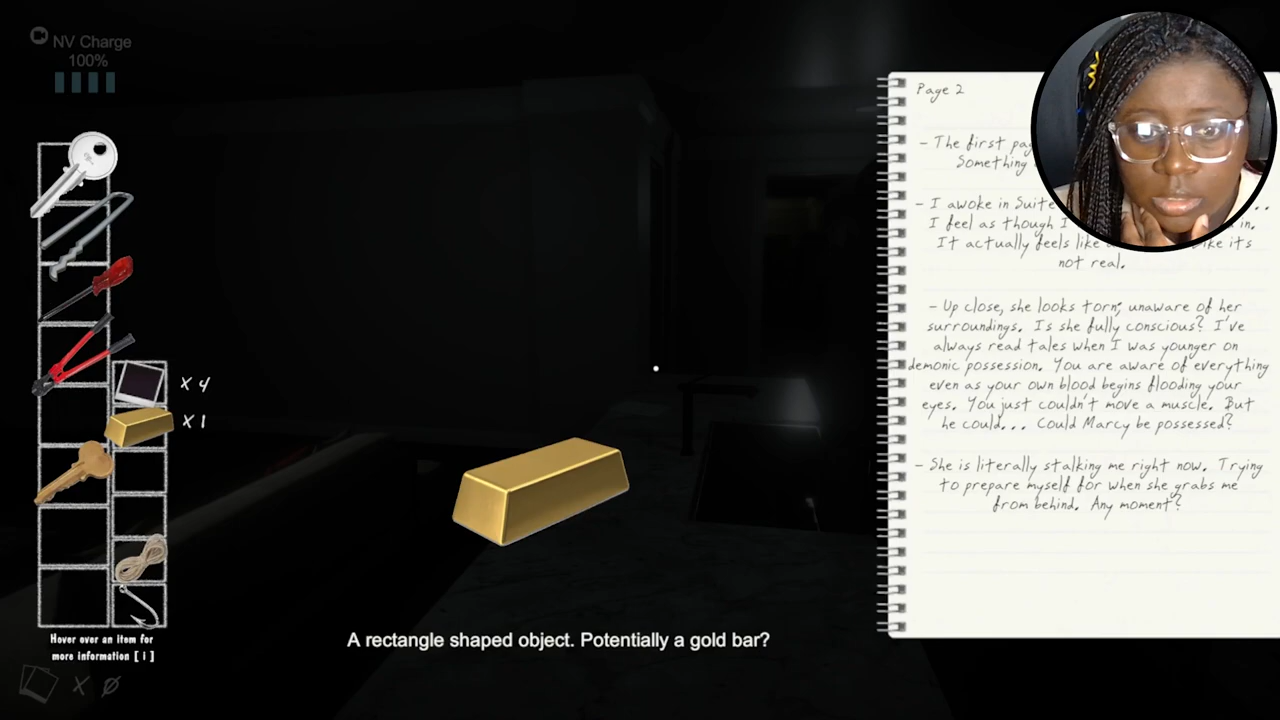 NV Charge
100%
x 4
x 1
Hover over an item for
more information [ i ]
A rectangle shaped object. Potentially a gold bar?
Page 2
- The first
Something
- I awoke in Suite ...
I feel as though I in.
It actually feels like it's
not real.
- Up close, she looks torn; unaware of her
surroundings. Is she fully conscious? I've
always read tales when I was younger on
demonic possession. You are aware of everything
even as your own blood begins flooding your
eyes. You just couldn't move a muscle. But
he could... Could Marcy be possessed?
- She is literally stalking me right now. Trying
to prepare myself for when she grabs me
from behind. Any moment?